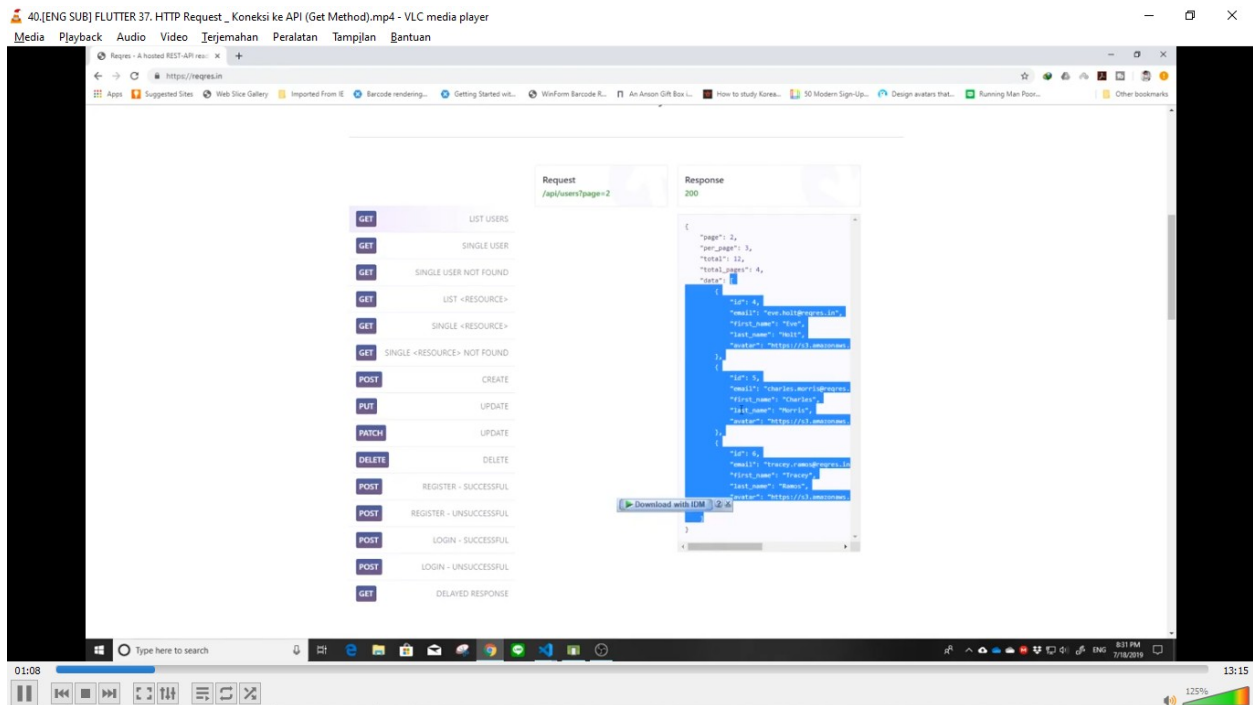 40.[ENG SUB] FLUTTER 37. HTTP Request _ Koneksi ke API (Get Method).mp4 - VLC media player
Media Playback Audio Video Terjemahan Peralatan Tampilan Bantuan
Reqres - A hosted REST-API res
https://reqres.in
Apps Suggested Sites Web Slice Gallery Imported From IE Barcode rendering... Getting Started wit... WinForm Barcode R... An Anson Gift Box i... How to study Korea... 50 Modern Sign-Up... Design avatars that... Running Man Poor... Other bookmarks
Request
/api/users?page=2
Response
200
GET LIST USERS
GET SINGLE USER
GET SINGLE USER NOT FOUND
GET LIST <RESOURCE>
GET SINGLE <RESOURCE>
GET SINGLE <RESOURCE> NOT FOUND
POST CREATE
PUT UPDATE
PATCH UPDATE
DELETE DELETE
POST REGISTER - SUCCESSFUL
POST REGISTER - UNSUCCESSFUL
POST LOGIN - SUCCESSFUL
POST LOGIN - UNSUCCESSFUL
GET DELAYED RESPONSE
{
"page": 2,
"per_page": 3,
"total": 12,
"total_pages": 4,
"data": [
{
"id": 4,
"email": "eve.holt@reqres.in",
"first_name": "Eve",
"last_name": "Holt",
"avatar": "https://s3.amazonaws.
},
{
"id": 5,
"email": "charles.morris@reqres.
"first_name": "Charles",
"last_name": "Morris",
"avatar": "https://s3.amazonaws.
},
{
"id": 6,
"email": "tracey.ramos@reqres.in
"first_name": "Tracey",
"last_name": "Ramos",
"avatar": "https://s3.amazonaws.
]
}
Download with IDM
Type here to search
ENG
8:31 PM
7/18/2019
01:08
13:15
125%